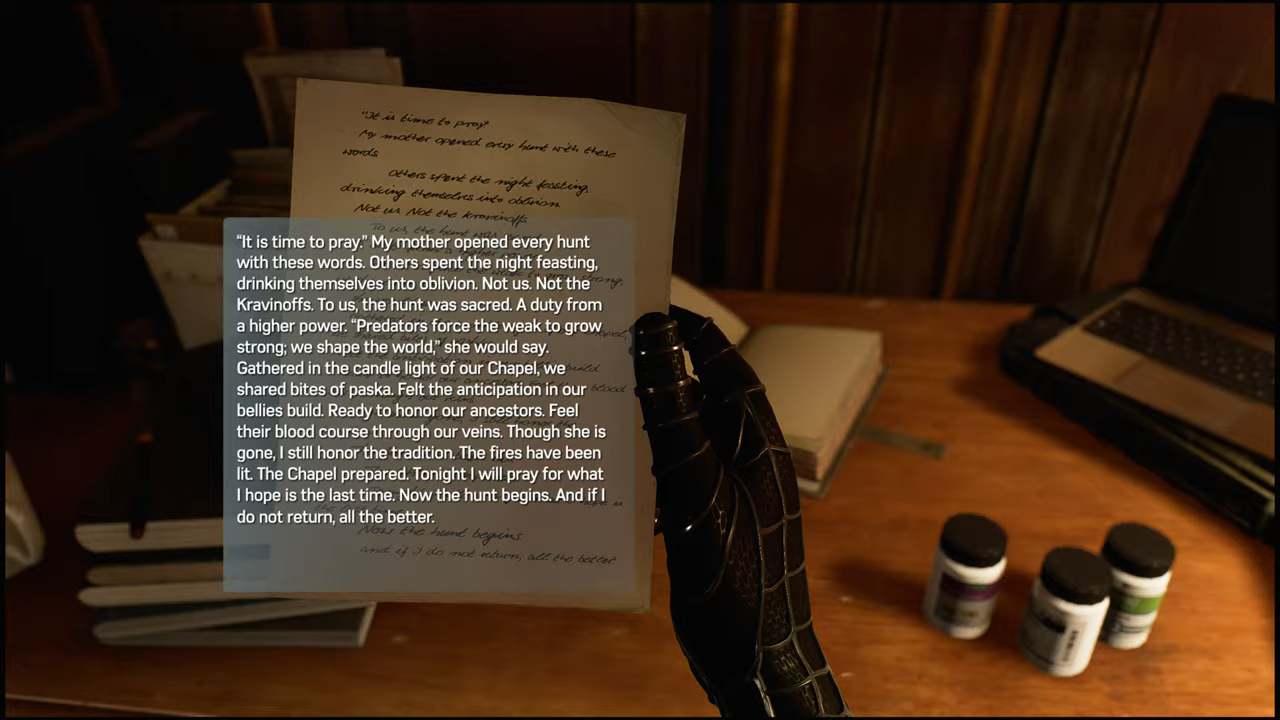 "It is time to pray"
My mother opened every hunt with these
words
Others spent the night feasting,
drinking themselves into oblivion
Not us Not the Kravinoffs
To us, the hunt was
“It is time to pray.” My mother opened every hunt
with these words. Others spent the night feasting,
drinking themselves into oblivion. Not us. Not the
Kravinoffs. To us, the hunt was sacred. A duty from
a higher power. “Predators force the weak to grow
strong; we shape the world,” she would say.
Gathered in the candle light of our Chapel, we
shared bites of paska. Felt the anticipation in our
bellies build. Ready to honor our ancestors. Feel
their blood course through our veins. Though she is
gone, I still honor the tradition. The fires have been
lit. The Chapel prepared. Tonight I will pray for what
I hope is the last time. Now the hunt begins. And if I
do not return, all the better.
Now the hunt begins
and if I do not return, all the better